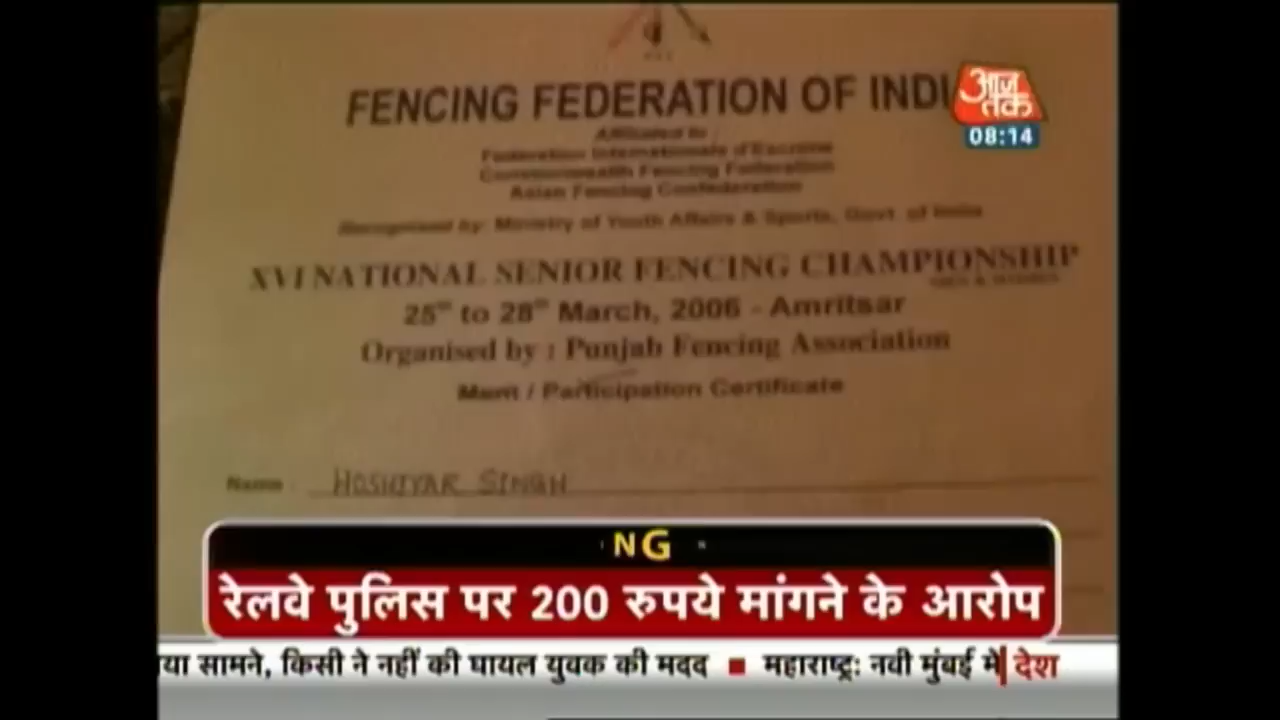 FENCING FEDERATION OF INDI
आज तक
08:14
Affiliated to
Federation Internationale d'Escrime
Commonwealth Fencing Federation
Asian Fencing Confederation
Recognised by: Ministry of Youth Affairs & Sports, Govt. of India
XVI NATIONAL SENIOR FENCING CHAMPIONSHIP
25th to 28th March, 2006 - Amritsar
Organised by : Punjab Fencing Association
Merit / Participation Certificate
Name HOSHIYAR SINGH
NG
रेलवे पुलिस पर 200 रुपये मांगने के आरोप
या सामने, किसी ने नहीं की घायल युवक की मदद ■ महाराष्ट्र: नवी मुंबई में देश